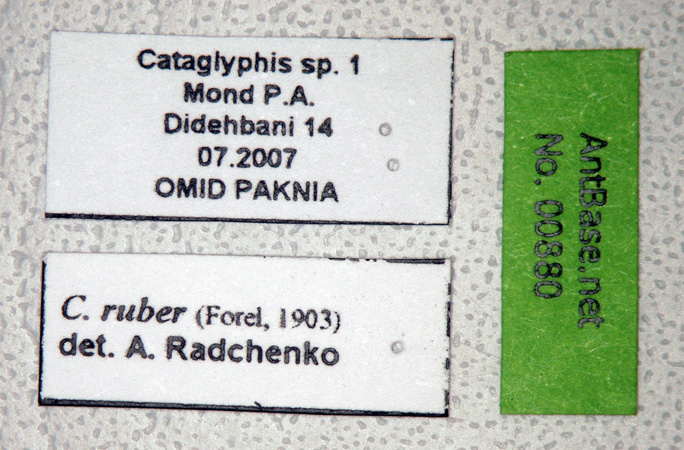 Cataglyphis sp. 1
Mond P.A.
Didehbani 14
07.2007
OMID PAKNIA
C. ruber (Forel, 1903)
det. A. Radchenko
AntBase.net
No. 00880